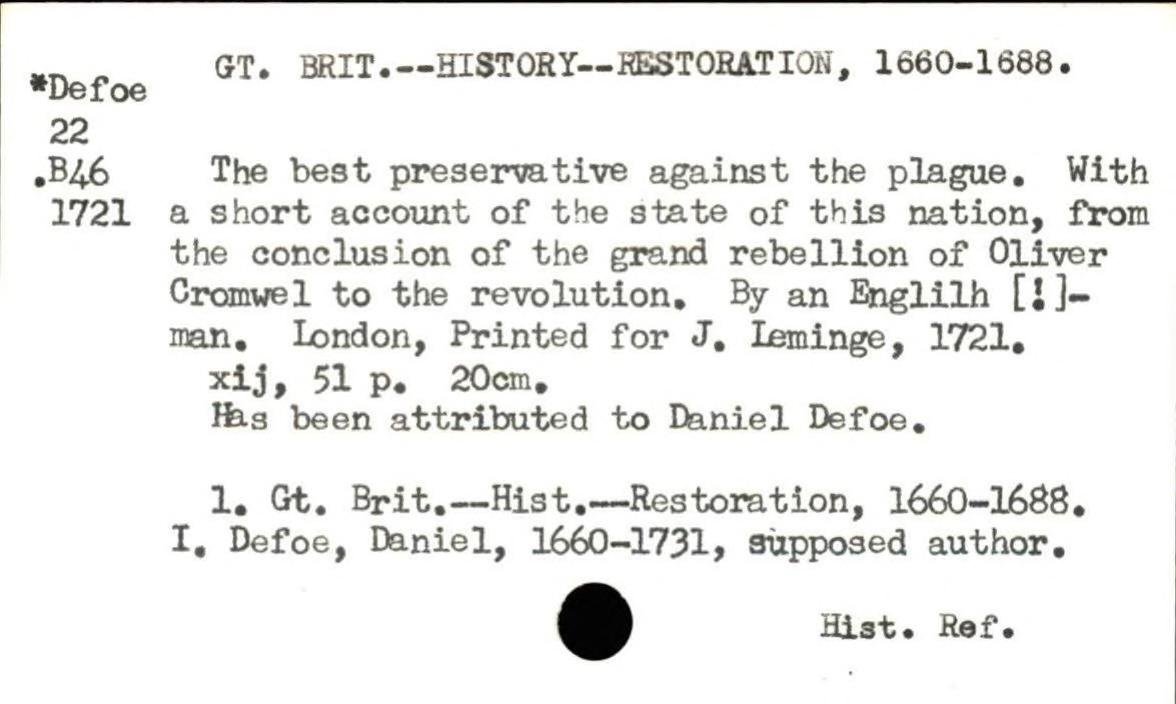 GT. BRIT.--HISTORY--RESTORATION, 1660-1688.
*Defoe
22
.B46 The best preservative against the plague. With
1721 a short account of the state of this nation, from
the conclusion of the grand rebellion of Oliver
Cromwel to the revolution. By an Englilh [!]-
man. London, Printed for J. Leminge, 1721.
xij, 51 p. 20cm.
Has been attributed to Daniel Defoe.
1. Gt. Brit.--Hist.--Restoration, 1660-1688.
I. Defoe, Daniel, 1660-1731, supposed author.
Hist. Ref.